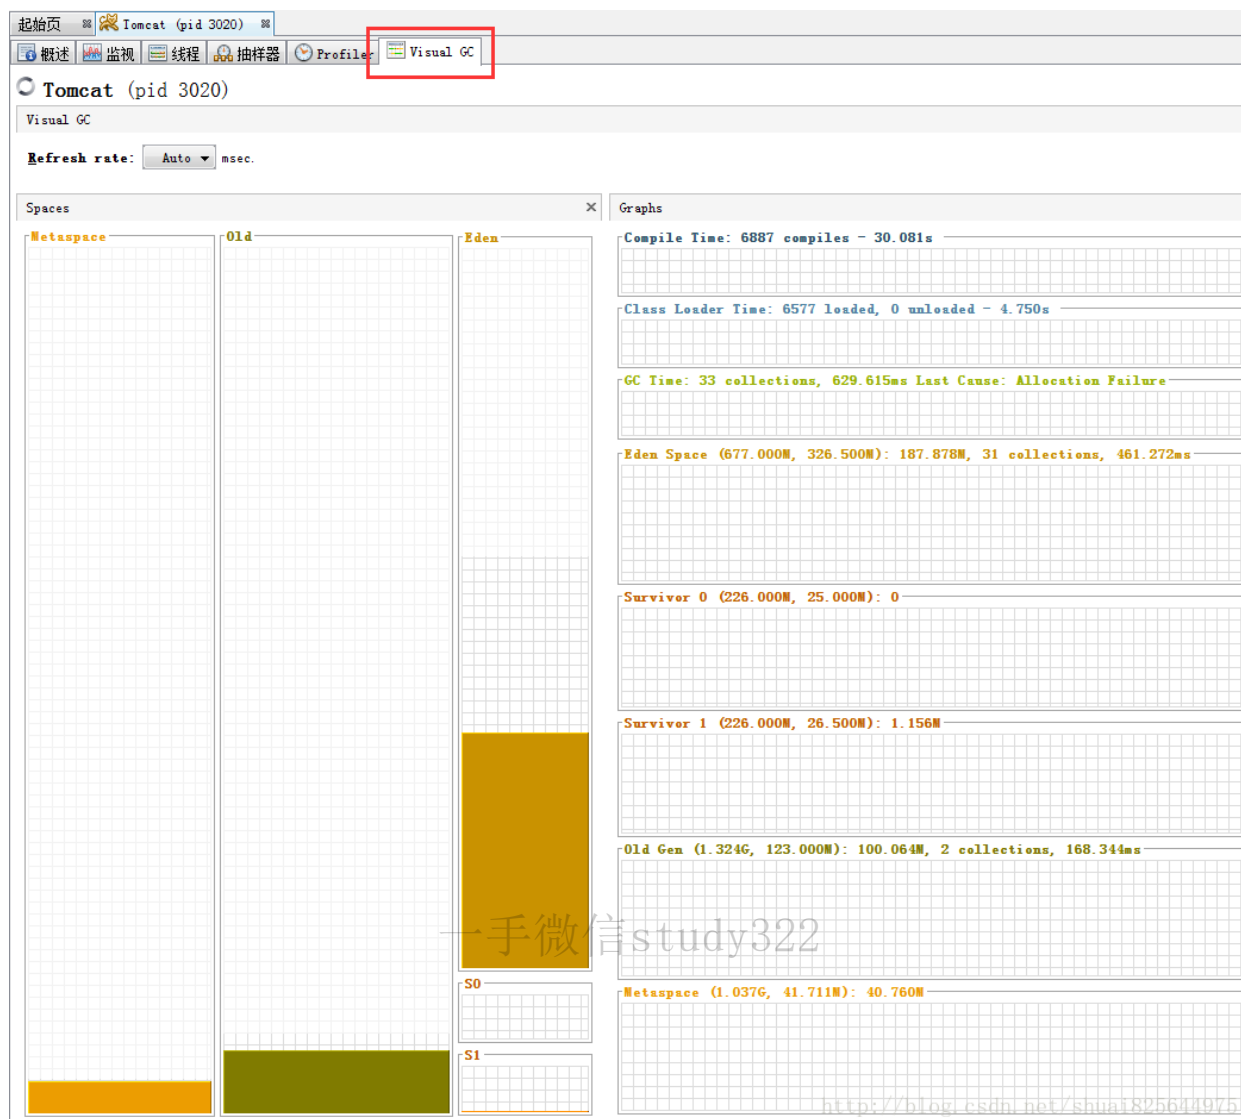 起始页 Tomcat (pid 3020)
概述 监视 线程 抽样器 Profiler Visual GC
Tomcat (pid 3020)
Visual GC
Refresh rate: Auto msec.
Spaces
Metaspace
Old
Eden
S0
S1
Graphs
Compile Time: 6887 compiles - 30.081s
Class Loader Time: 6577 loaded, 0 unloaded - 4.750s
GC Time: 33 collections, 629.615ms Last Cause: Allocation Failure
Eden Space (677.000M, 326.500M): 187.878M, 31 collections, 461.272ms
Survivor 0 (226.000M, 25.000M): 0
Survivor 1 (226.000M, 26.500M): 1.156M
Old Gen (1.324G, 123.000M): 100.064M, 2 collections, 168.344ms
Metaspace (1.037G, 41.711M): 40.760M
一手微信study322
http://blog.csdn.net/shuai825644975